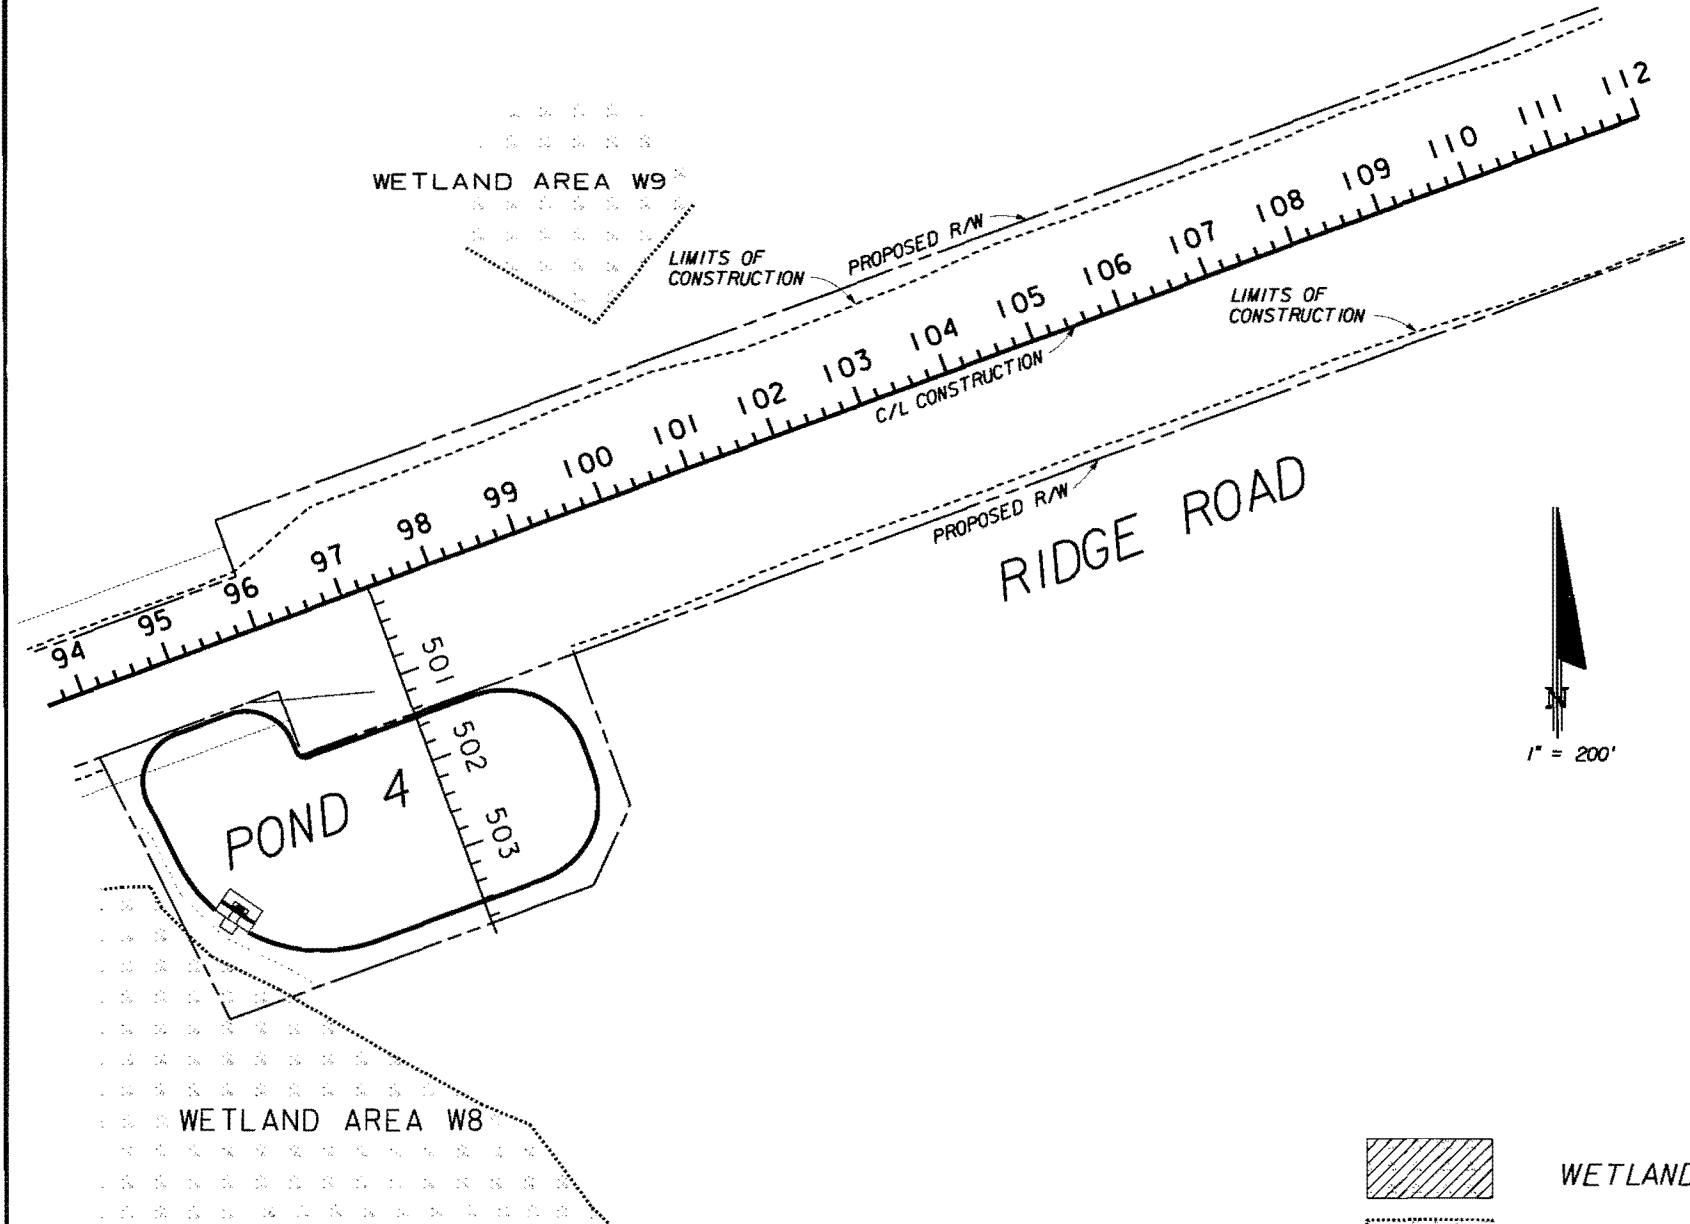 WETLAND AREA W9
LIMITS OF
CONSTRUCTION
PROPOSED R/W
94 95 96 97 98 99 100 101 102 103 104 105 106 107 108 109 110 111 112
C/L CONSTRUCTION
LIMITS OF
CONSTRUCTION
PROPOSED R/W
RIDGE ROAD
501
502
503
POND 4
N
1" = 200'
WETLAND AREA W8
WETLAND